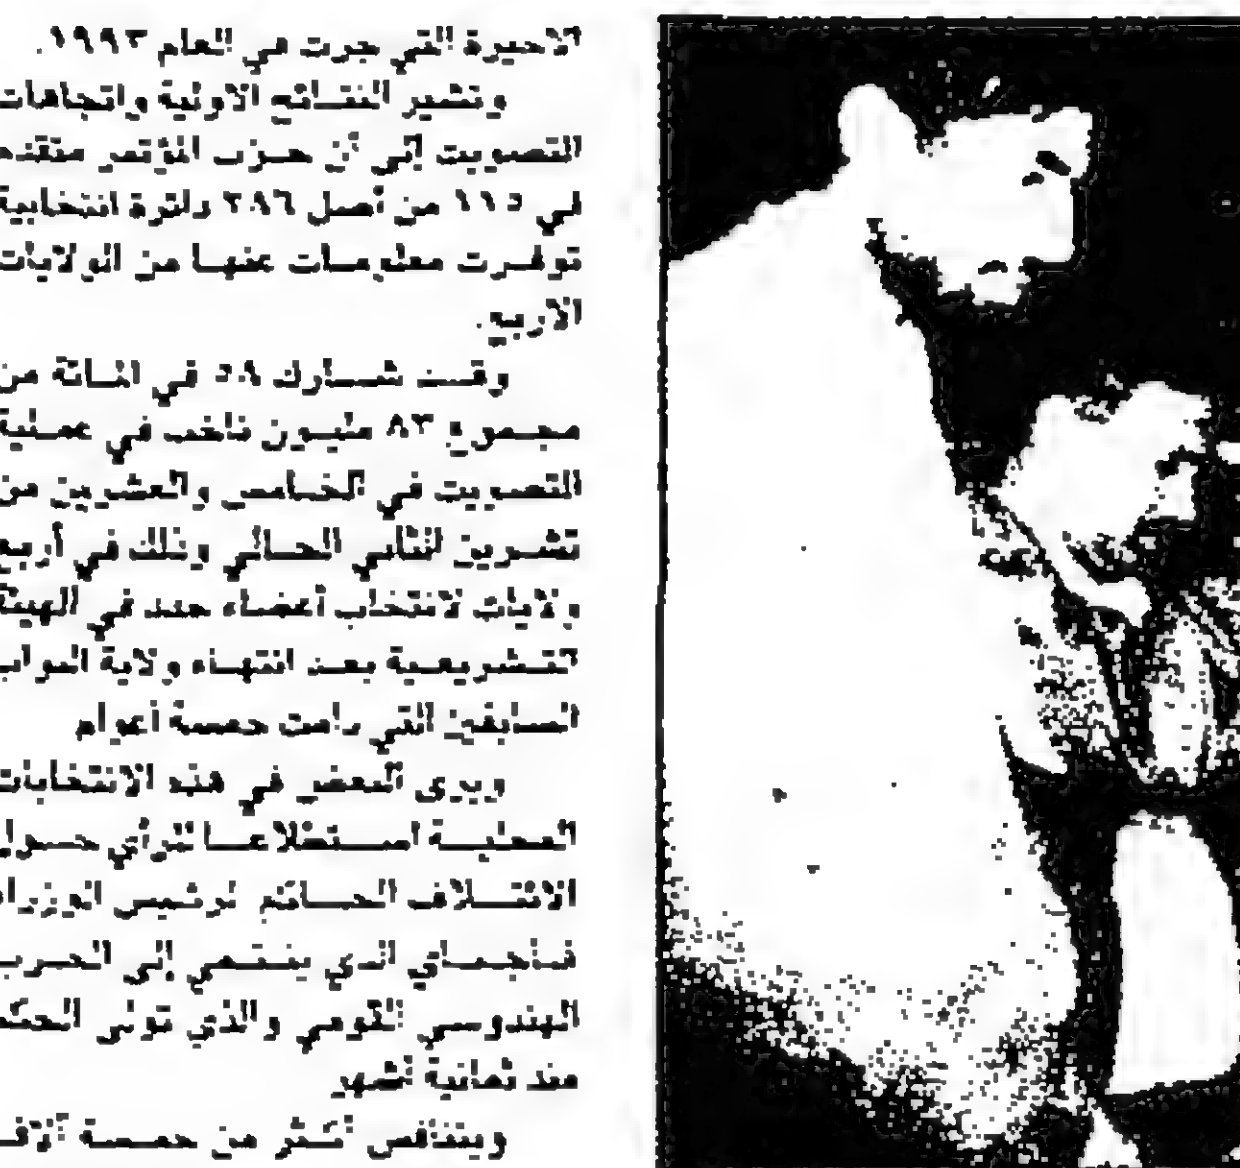 الأخيرة التي جرت في العام ١٩٩٣.
وتشير النتائج الأولية واتجاهات
التصويت إلى أن حزب المؤتمر متقدم
في ١١٥ من أصل ٢٨٦ دائرة انتخابية
توفرت معلومات عنها من الولايات
الأربع.
وقد شارك ٥٨ في المائة من
مجموع ٨٣ مليون ناخب في عملية
التصويت في الخامس والعشرين من
تشرين الثاني الحالي وذلك في أربع
ولايات لانتخاب أعضاء جدد في الهيئة
التشريعية بعد انتهاء ولاية النواب
السابقين التي دامت خمسة أعوام
ويرى البعض في هذه الانتخابات
المحلية استطلاعا للرأي حول
الائتلاف الحاكم لرئيس الوزراء
فاجباي الذي ينتمي إلى الحزب
الهندوسي القومي والذي تولى الحكم
منذ ثمانية أشهر
ويتنافس أكثر من خمسة آلاف